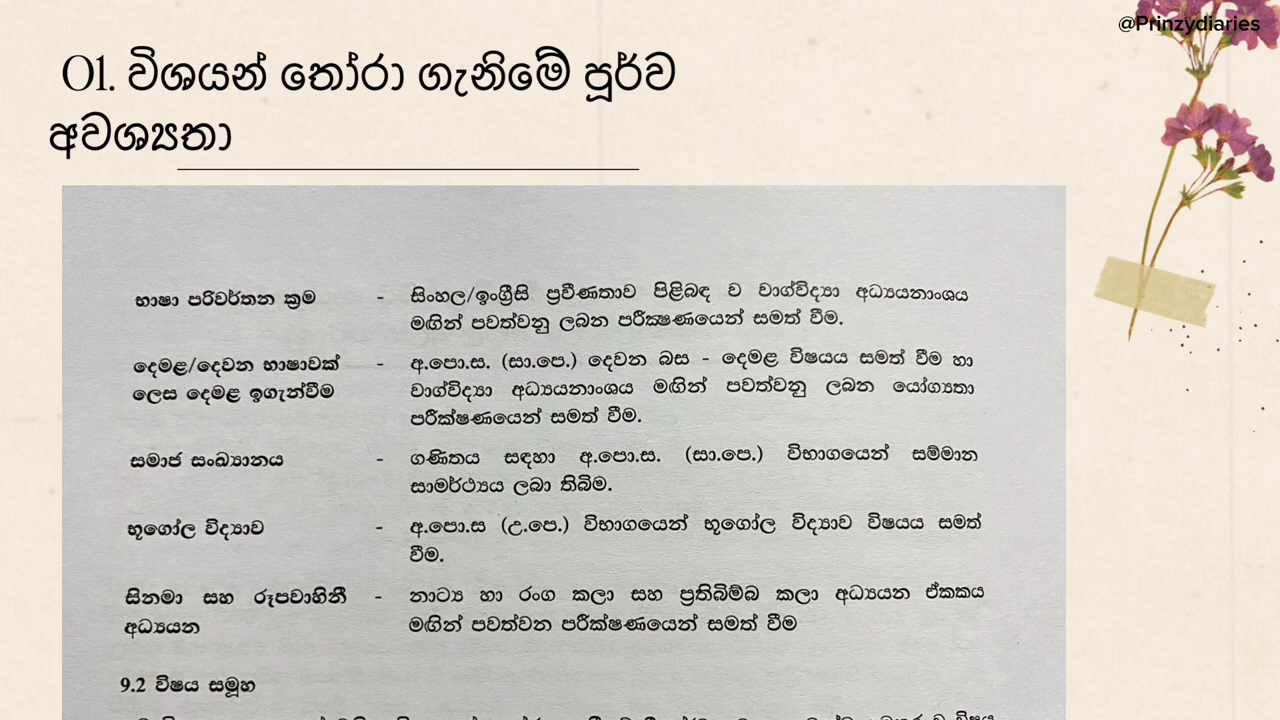 @Prinzydiaries
01. විශයන් තෝරා ගැනිමේ පූර්ව
අවශ්‍යතා
භාෂා පරිවර්තන ක්‍රම - සිංහල/ඉංග්‍රීසි ප්‍රවීණතාව පිළිබඳ ව වාග්විද්‍යා අධ්‍යයනාංශය
මඟින් පවත්වනු ලබන පරීක්‍ෂණයෙන් සමත් වීම.
දෙමළ/දෙවන භාෂාවක් - අ.පො.ස. (සා.පෙ.) දෙවන බස - දෙමළ විෂයය සමත් වීම හා
ලෙස දෙමළ ඉගැන්වීම වාග්විද්‍යා අධ්‍යයනාංශය මඟින් පවත්වනු ලබන යෝග්‍යතා
පරීක්ෂණයෙන් සමත් වීම.
සමාජ සංඛ්‍යානය - ගණිතය සඳහා අ.පො.ස. (සා.පෙ.) විභාගයෙන් සම්මාන
සාමර්ථ්‍යය ලබා තිබිම.
භූගෝල විද්‍යාව - අ.පො.ස (උ.පෙ.) විභාගයෙන් භූගෝල විද්‍යාව විෂයය සමත්
වීම.
සිනමා සහ රූපවාහිනී - නාට්‍ය හා රංග කලා සහ ප්‍රතිබිම්බ කලා අධ්‍යයන ඒකකය
අධ්‍යයන මඟින් පවත්වන පරීක්ෂණයෙන් සමත් වීම
9.2 විෂය සමූහ